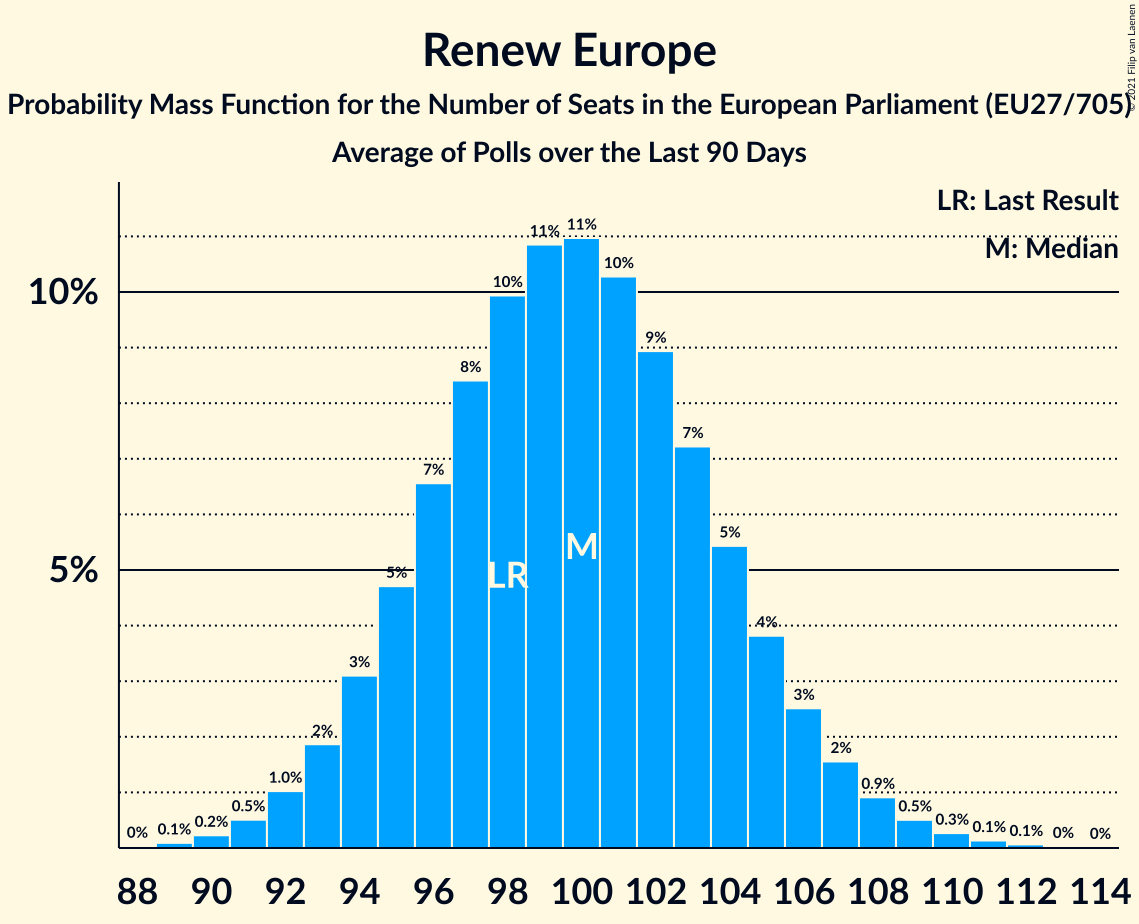 Renew Europe
Probability Mass Function for the Number of Seats in the European Parliament (EU27/705)
Average of Polls over the Last 90 Days
© 2021 Filip van Laenen
LR: Last Result
M: Median
10%
5%
0% 0.1% 0.2% 0.5% 1.0% 2% 3% 5% 7% 8% 10% 11% 11% 10% 9% 7% 5% 4% 3% 2% 0.9% 0.5% 0.3% 0.1% 0.1% 0% 0%
LR M
88 90 92 94 96 98 100 102 104 106 108 110 112 114